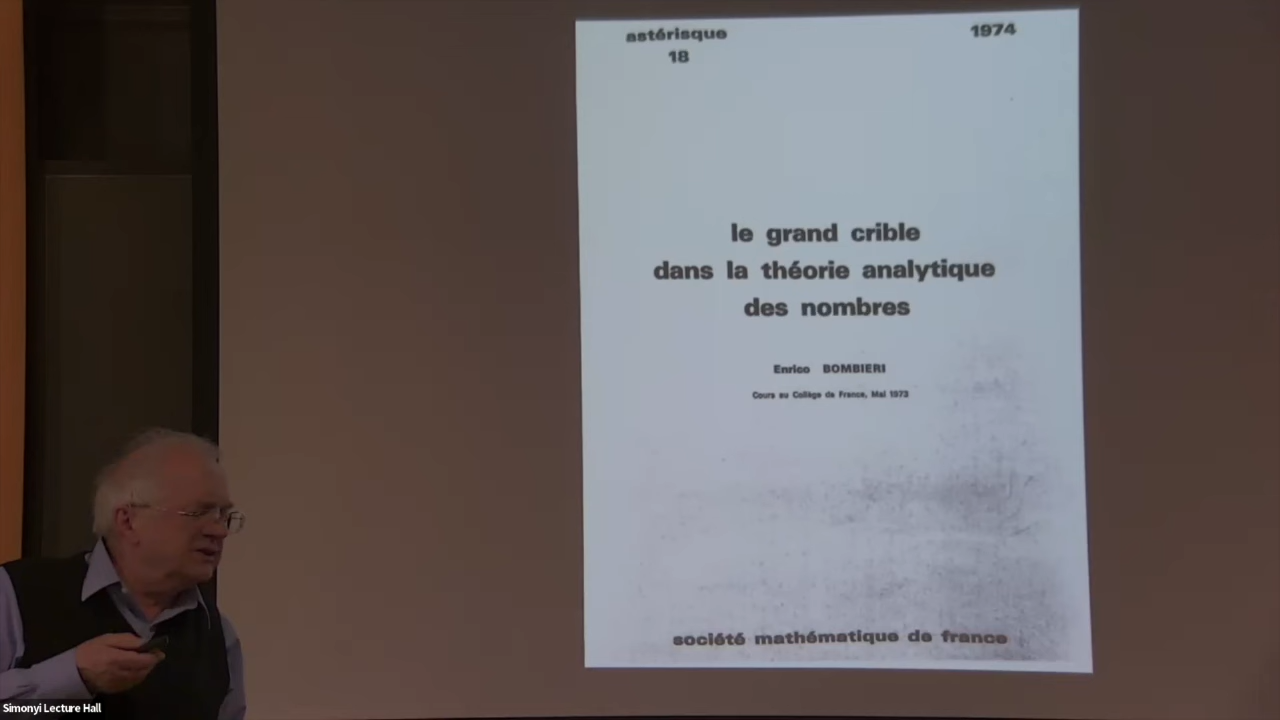 astérisque 1974
18
le grand crible
dans la théorie analytique
des nombres
Enrico BOMBIERI
Cours au Collège de France, Mai 1973
société mathématique de france
Simonyi Lecture Hall